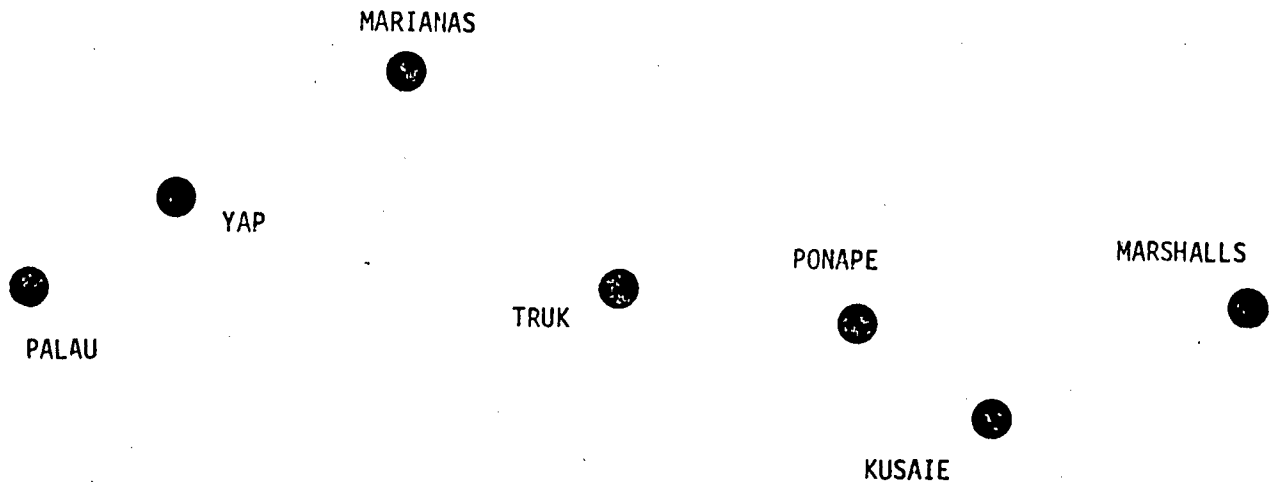 MARIANAS
YAP
PONAPE
MARSHALLS
TRUK
PALAU
KUSAIE